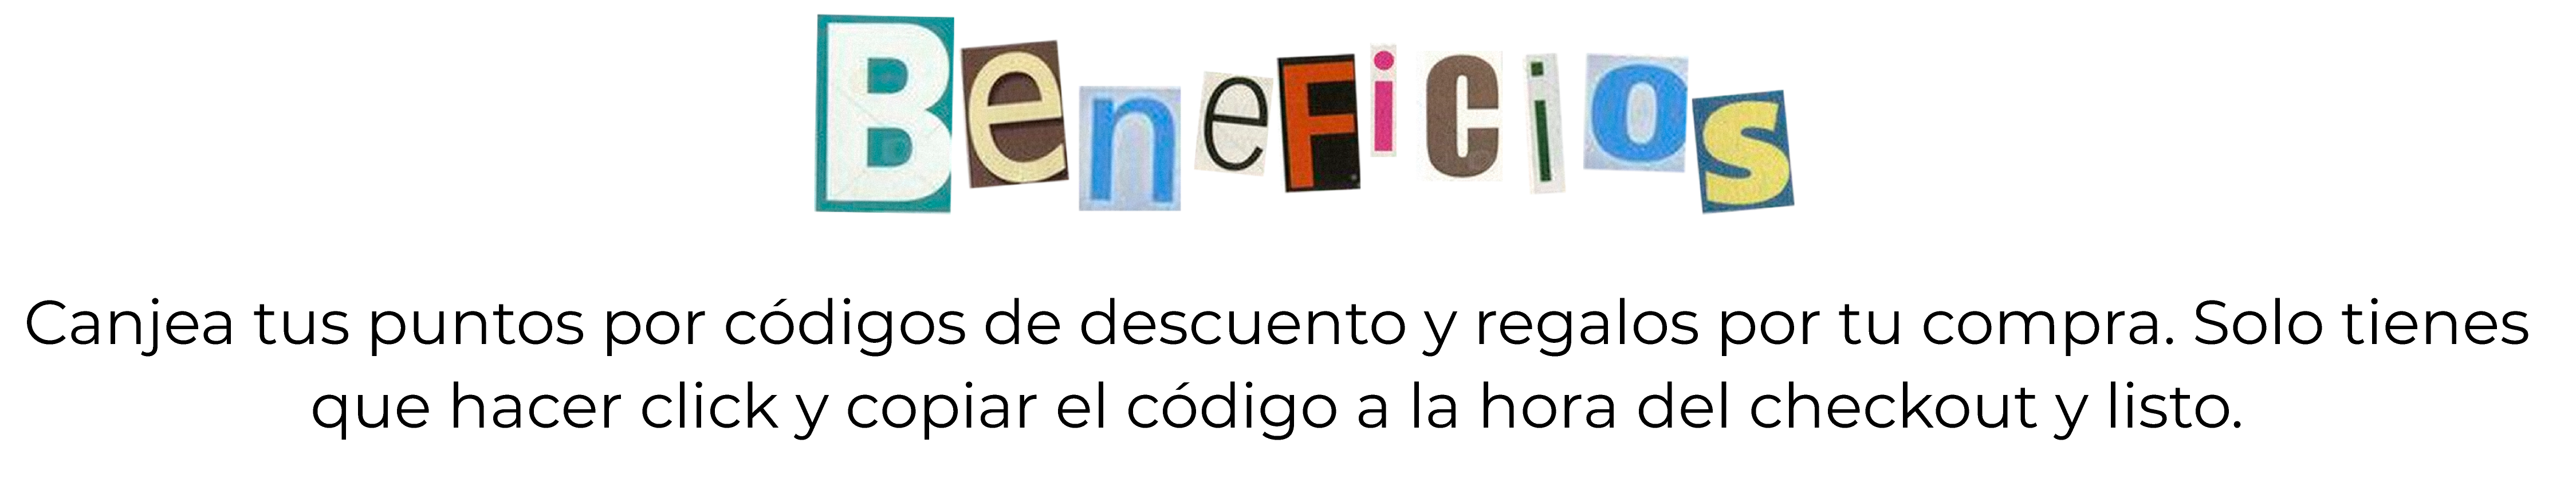 BeneFicios
Canjea tus puntos por códigos de descuento y regalos por tu compra. Solo tienes
que hacer click y copiar el código a la hora del checkout y listo.